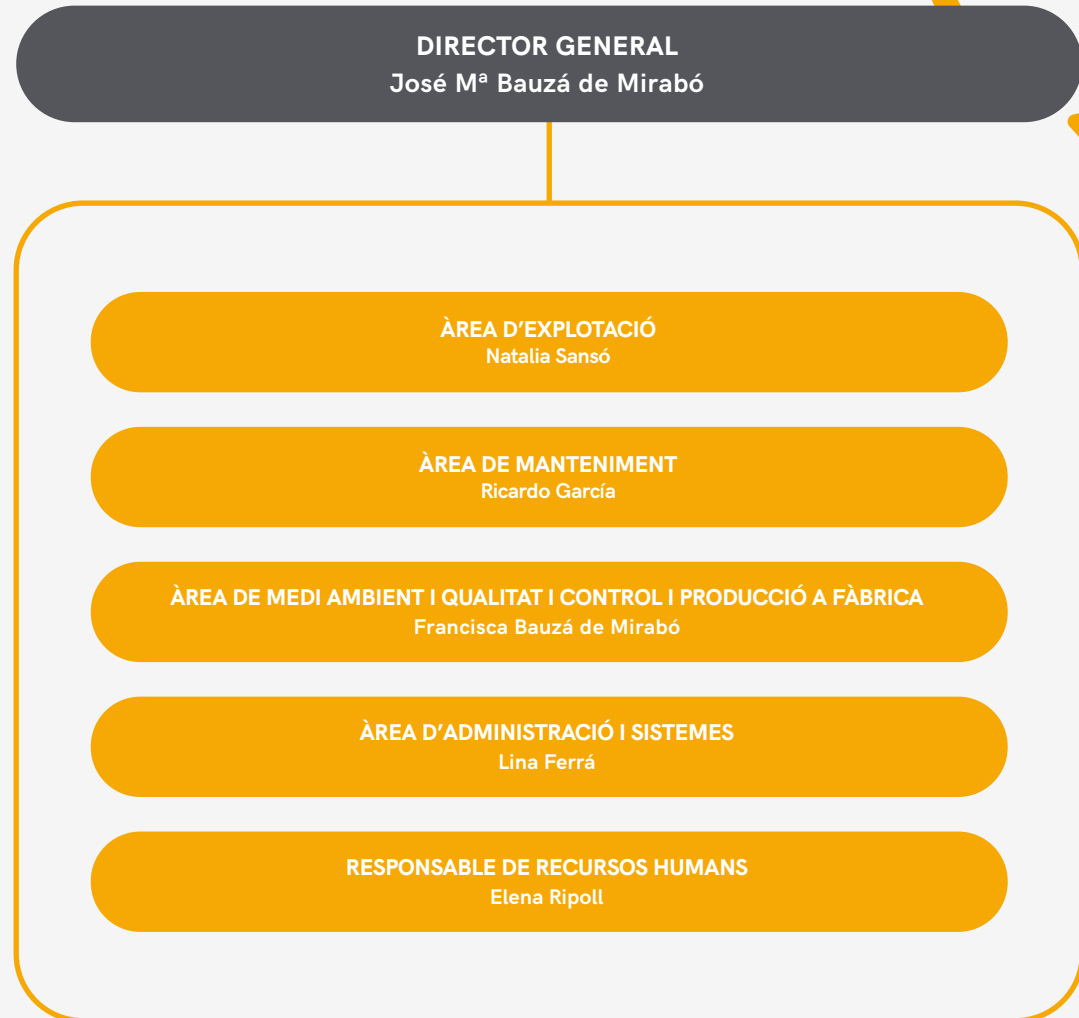 DIRECTOR GENERAL
José Mª Bauzá de Mirabó
ÀREA D’EXPLOTACIÓ
Natalia Sansó
ÀREA DE MANTENIMENT
Ricardo García
ÀREA DE MEDI AMBIENT I QUALITAT I CONTROL I PRODUCCIÓ A FÀBRICA
Francisca Bauzá de Mirabó
ÀREA D’ADMINISTRACIÓ I SISTEMES
Lina Ferrá
RESPONSABLE DE RECURSOS HUMANS
Elena Ripoll